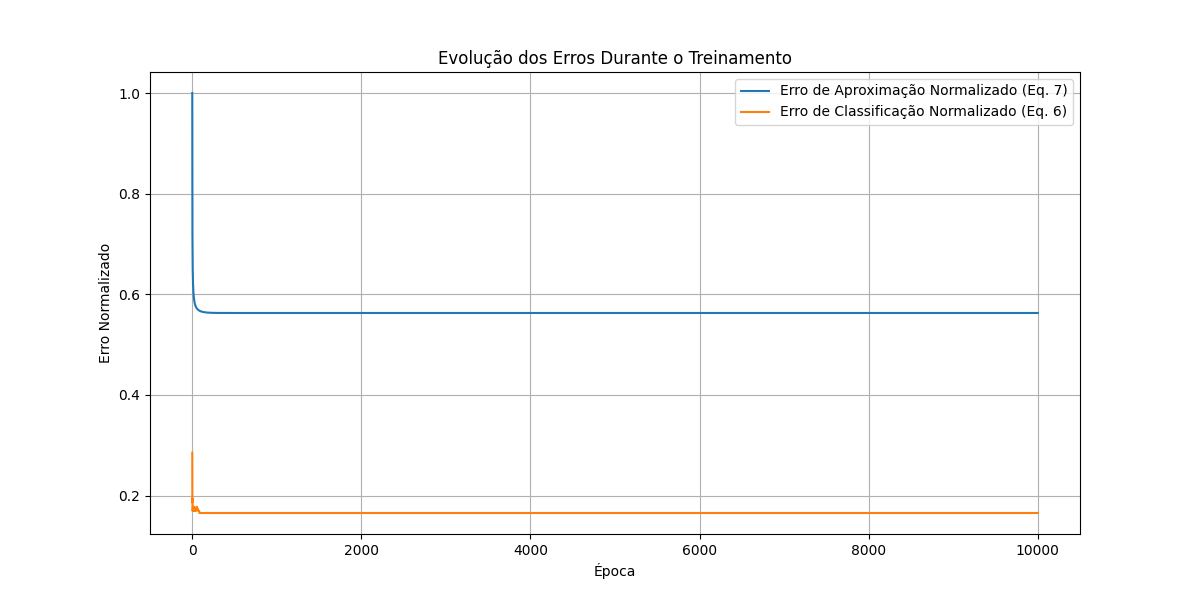 Evolução dos Erros Durante o Treinamento
Erro de Aproximação Normalizado (Eq. 7)
Erro de Classificação Normalizado (Eq. 6)
Erro Normalizado
1.0
0.8
0.6
0.4
0.2
0 2000 4000 6000 8000 10000
Época